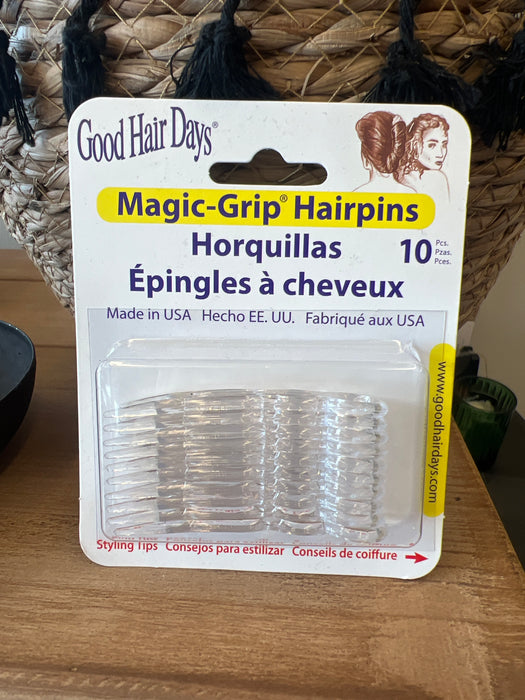 Good Hair Days®
Magic-Grip® Hairpins
Horquillas
10 Pcs.
Pzas.
Pces.
Épingles à cheveux
Made in USA Hecho EE. UU. Fabriqué aux USA
www.goodhairdays.com
Styling Tips Consejos para estilizar Conseils de coiffure